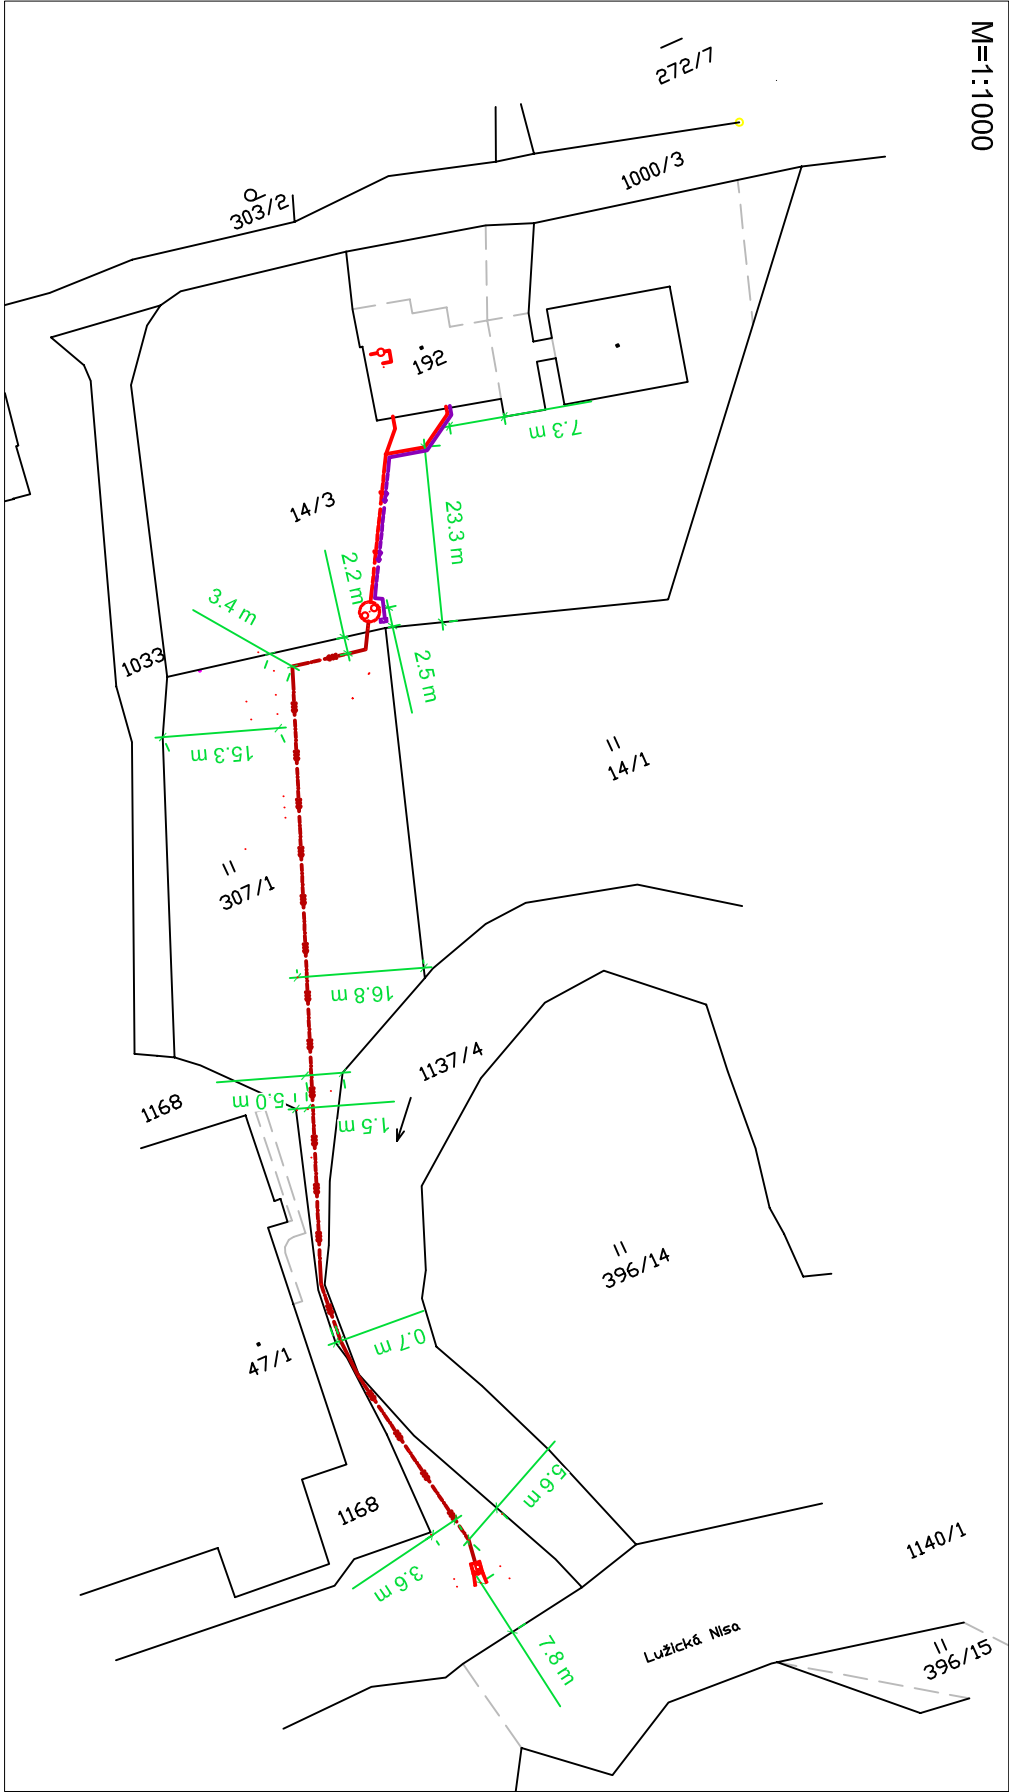 M=1:1000
272/7
1000/3
303/2
192
7.3 m
14/3
23.3 m
2.2 m
3.4 m
1033
2.5 m
15.3 m
14/1
307/1
16.8 m
1137/4
5.0 m
1168
1.5 m
396/14
0.7 m
47/1
5.6 m
1168
1140/1
3.6 m
Lužická Nisa
7.8 m
396/15